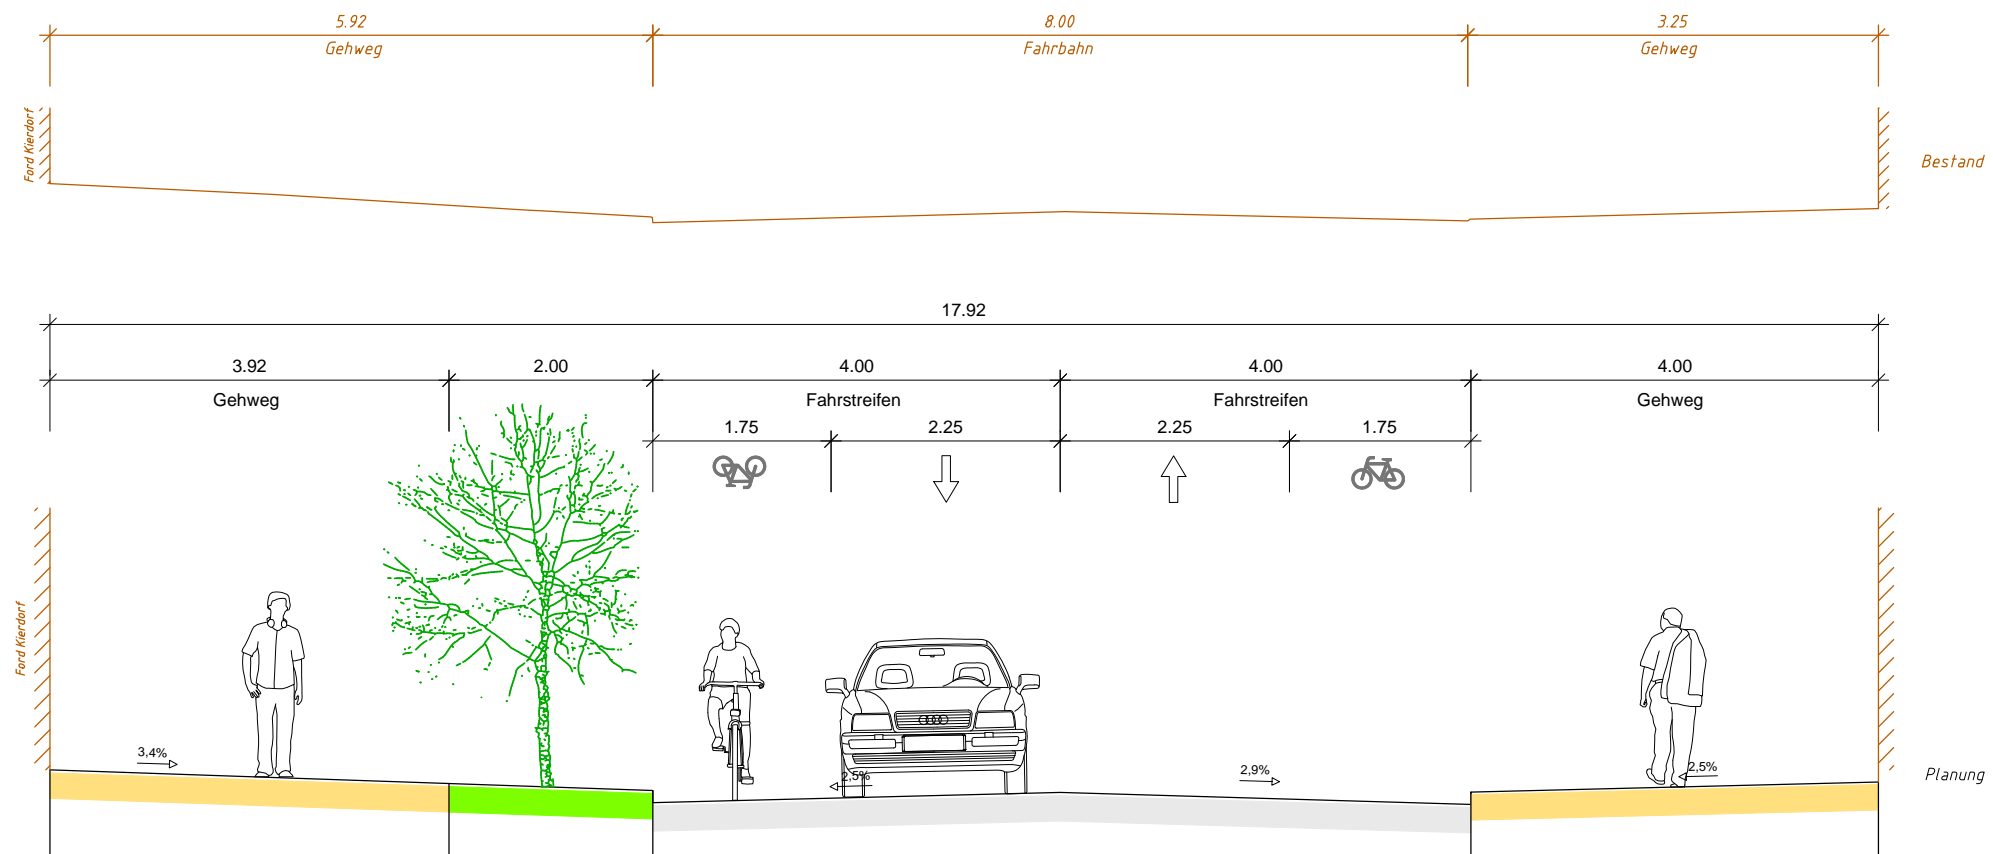 5.92
8.00
3.25
Gehweg
Fahrbahn
Gehweg
Ford Kierdorf
Bestand
17.92
3.92
2.00
4.00
4.00
4.00
Gehweg
Fahrstreifen
Fahrstreifen
Gehweg
1.75
2.25
2.25
1.75
Ford Kierdorf
3,4%
2,5%
2,9%
2,5%
Planung